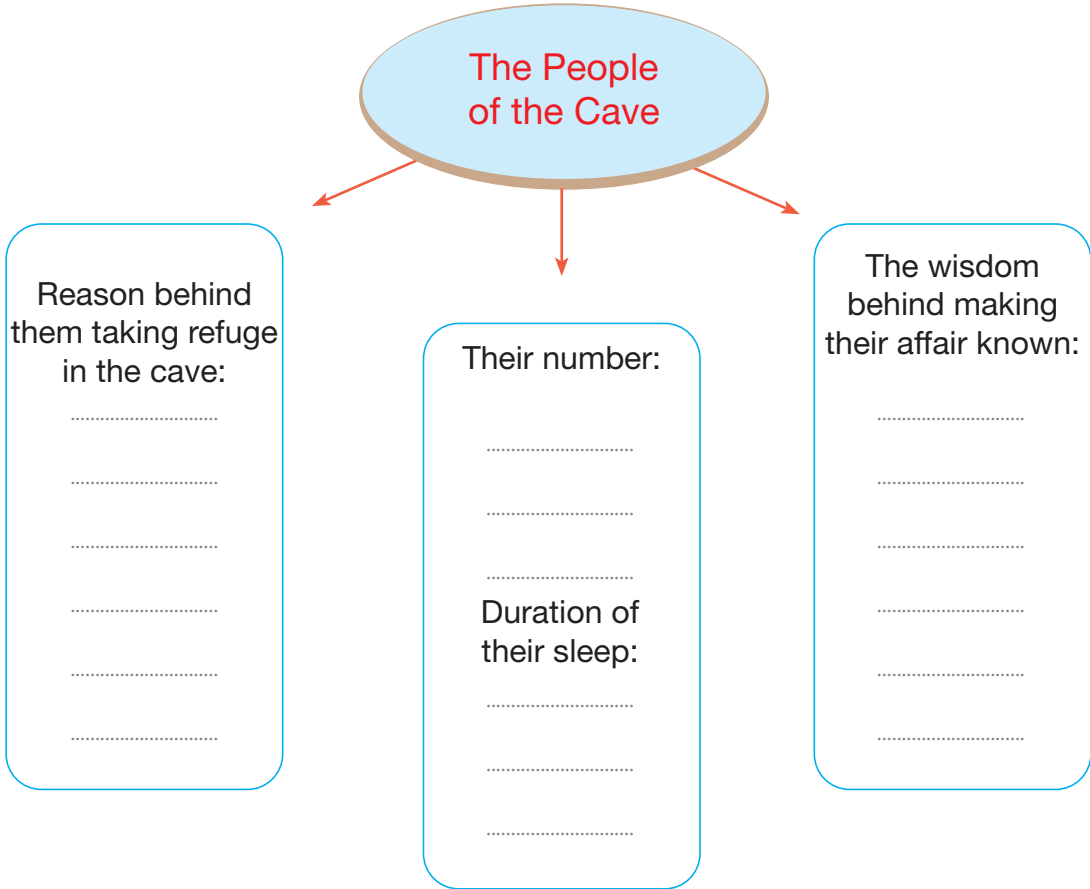 The People
of the Cave
Reason behind
them taking refuge
in the cave:
..............................
..............................
..............................
..............................
..............................
..............................
Their number:
..............................
..............................
..............................
Duration of
their sleep:
..............................
..............................
..............................
The wisdom
behind making
their affair known:
..............................
..............................
..............................
..............................
..............................
..............................